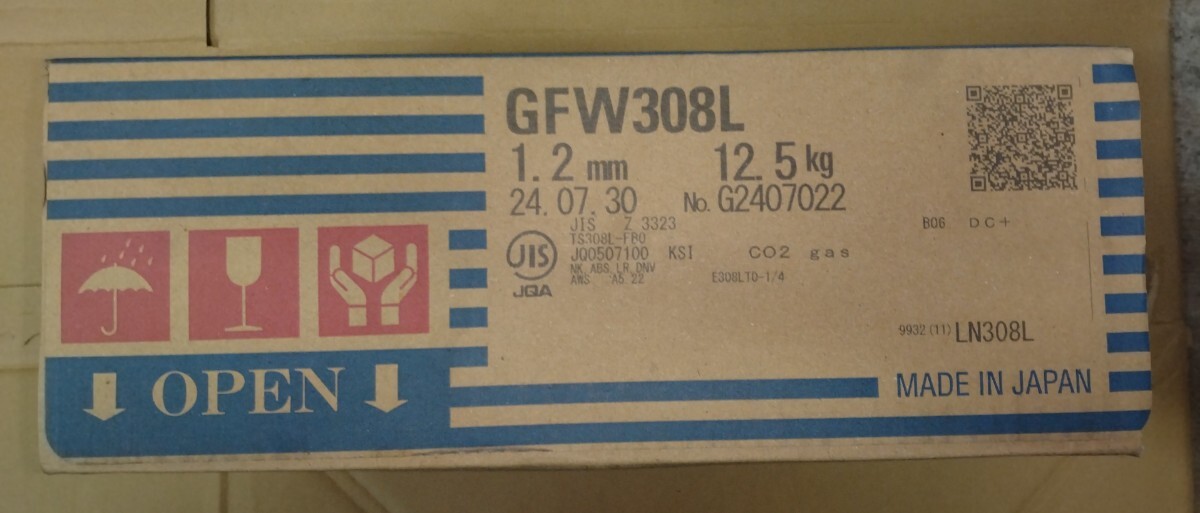 GFW308L
1.2 mm 12.5 kg
24.07.30 No. G2407022
JIS Z 3323
TS308L-FB0
B06 DC+
JIS
JQ0507100 KSI CO2 gas
NK, ABS, LR, DNV
JQA
AWS A5.22 E308LT0-1/4
9932 (11) LN308L
OPEN
MADE IN JAPAN